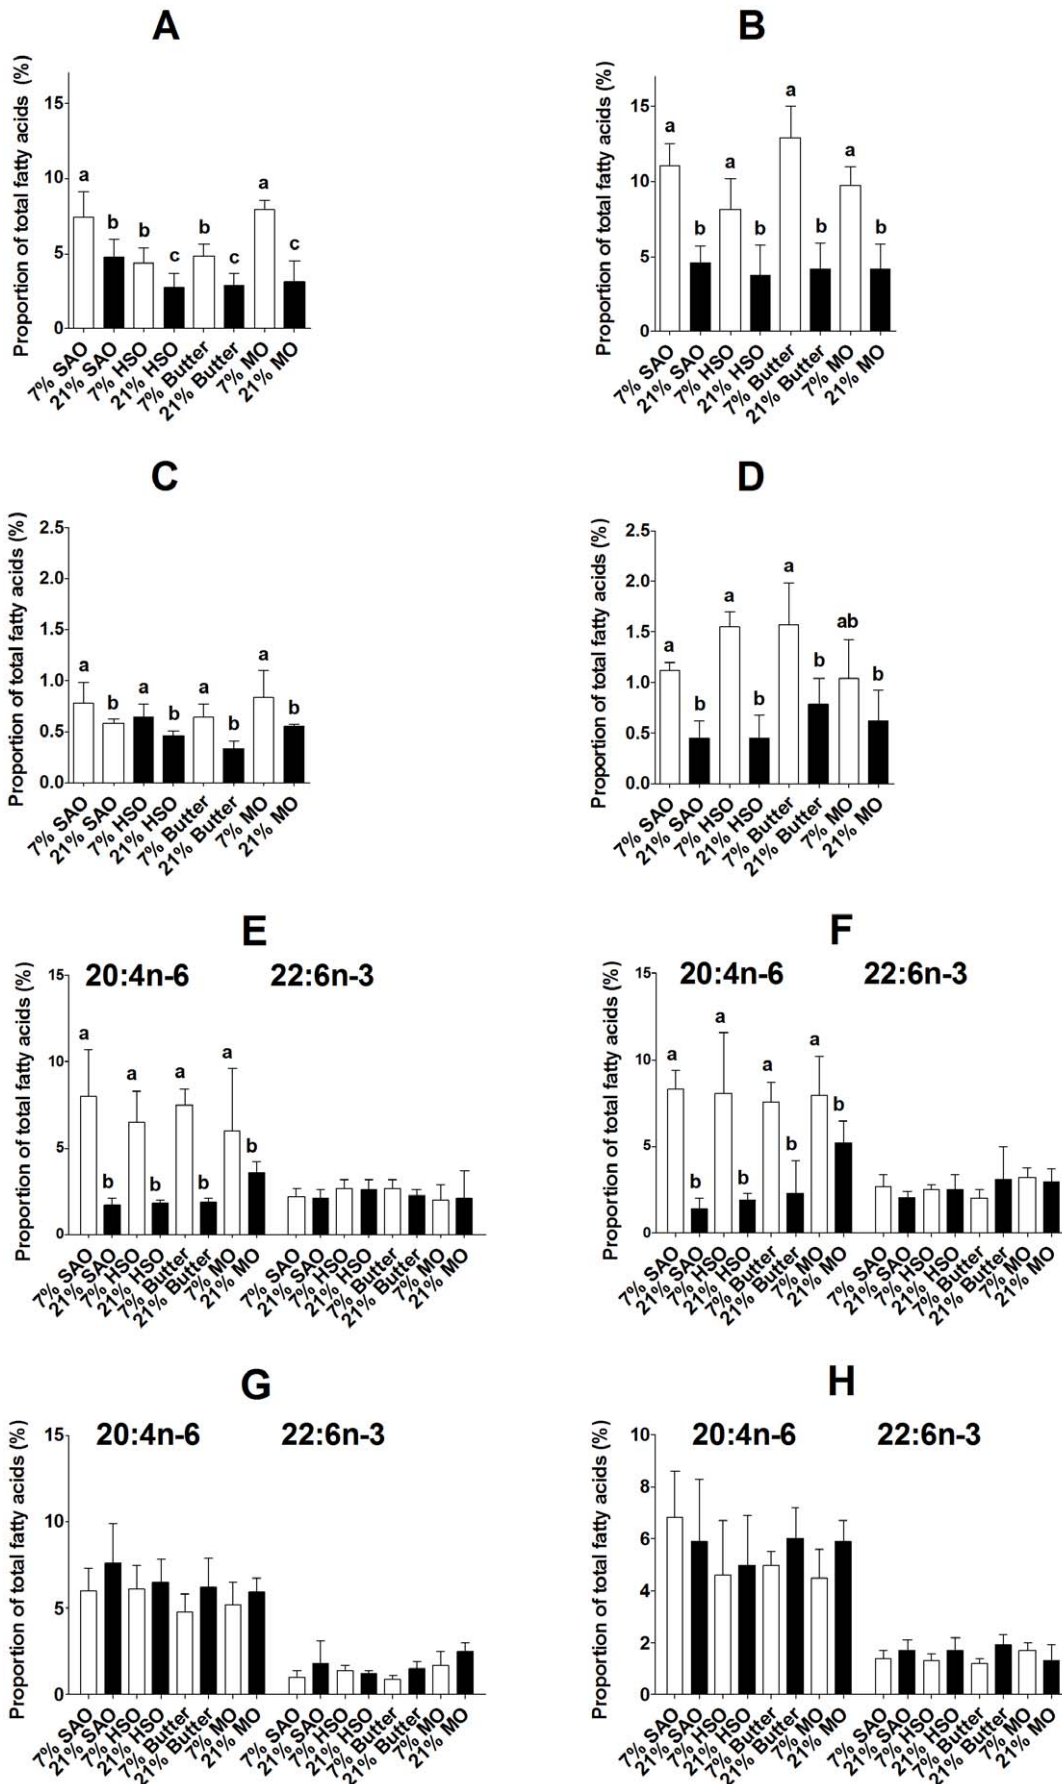 A
Proportion of total fatty acids (%)
15
10
5
0
a
b
b
c
b
c
a
c
7% SAO
21% SAO
7% HSO
21% HSO
7% Butter
21% Butter
7% MO
21% MO
B
Proportion of total fatty acids (%)
15
10
5
0
a
b
a
b
a
b
a
b
7% SAO
21% SAO
7% HSO
21% HSO
7% Butter
21% Butter
7% MO
21% MO
C
Proportion of total fatty acids (%)
2.5
2.0
1.5
1.0
0.5
0.0
a
b
a
b
a
b
a
b
7% SAO
21% SAO
7% HSO
21% HSO
7% Butter
21% Butter
7% MO
21% MO
D
Proportion of total fatty acids (%)
2.5
2.0
1.5
1.0
0.5
0.0
a
b
a
b
a
b
ab
b
7% SAO
21% SAO
7% HSO
21% HSO
7% Butter
21% Butter
7% MO
21% MO
E
20:4n-6 22:6n-3
Proportion of total fatty acids (%)
15
10
5
0
a
b
a
b
a
b
a
b
7% SAO
21% SAO
7% HSO
21% HSO
7% Butter
21% Butter
7% MO
21% MO
7% SAO
21% SAO
7% HSO
21% HSO
7% Butter
21% Butter
7% MO
21% MO
F
20:4n-6 22:6n-3
Proportion of total fatty acids (%)
15
10
5
0
a
b
a
b
a
b
a
b
7% SAO
21% SAO
7% HSO
21% HSO
7% Butter
21% Butter
7% MO
21% MO
7% SAO
21% SAO
7% HSO
21% HSO
7% Butter
21% Butter
7% MO
21% MO
G
20:4n-6 22:6n-3
Proportion of total fatty acids (%)
15
10
5
0
7% SAO
21% SAO
7% HSO
21% HSO
7% Butter
21% Butter
7% MO
21% MO
7% SAO
21% SAO
7% HSO
21% HSO
7% Butter
21% Butter
7% MO
21% MO
H
20:4n-6 22:6n-3
Proportion of total fatty acids (%)
10
8
6
4
2
0
7% SAO
21% SAO
7% HSO
21% HSO
7% Butter
21% Butter
7% MO
21% MO
7% SAO
21% SAO
7% HSO
21% HSO
7% Butter
21% Butter
7% MO
21% MO